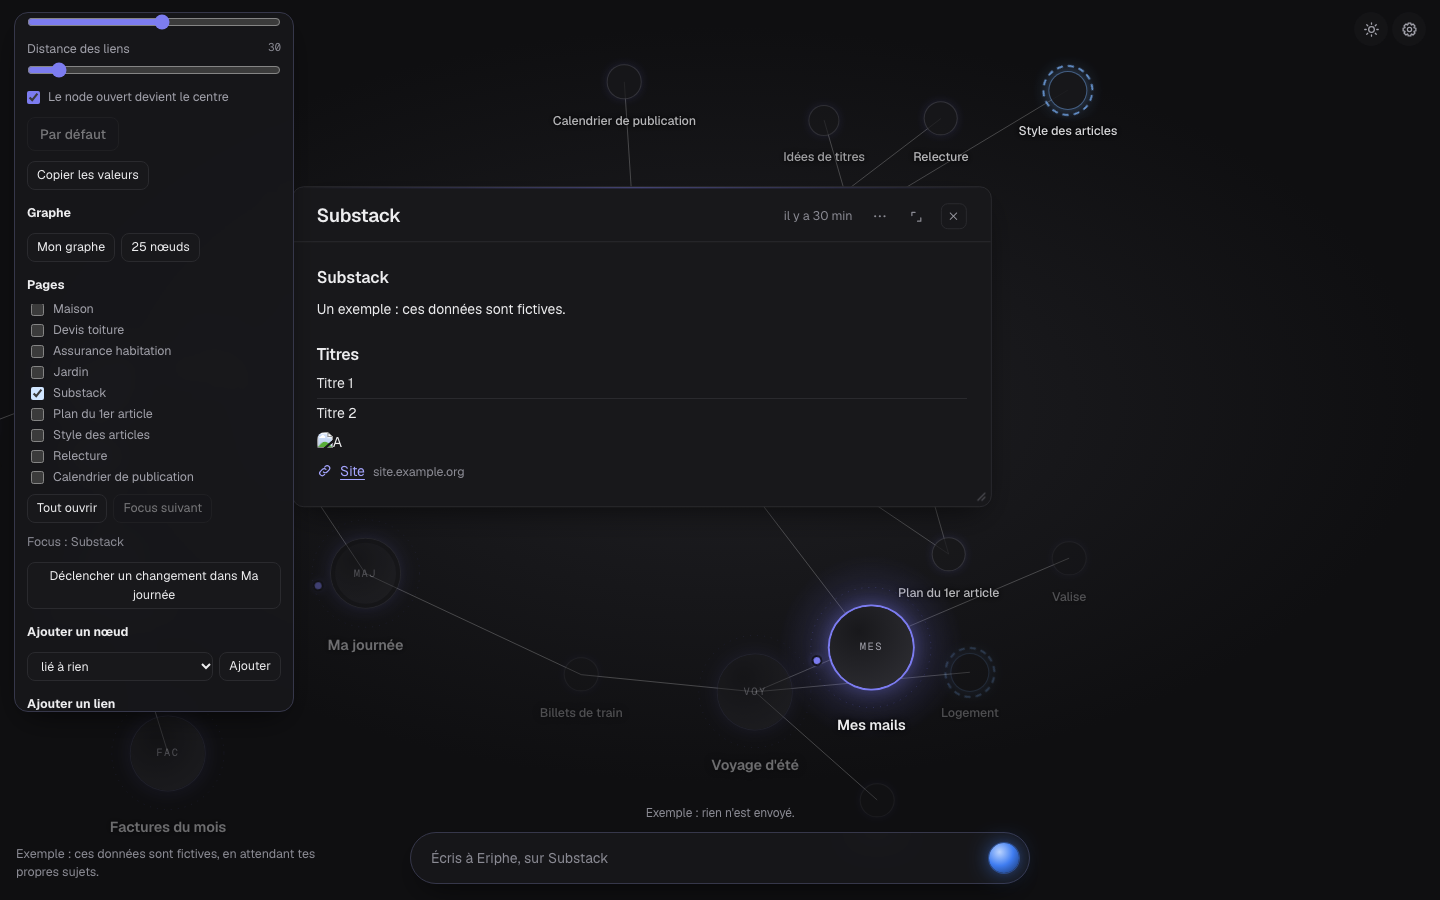 Distance des liens 30
Le node ouvert devient le centre
Par défaut
Copier les valeurs
Graphe
Mon graphe 25 nœuds
Pages
Maison
Devis toiture
Assurance habitation
Jardin
Substack
Plan du 1er article
Style des articles
Relecture
Calendrier de publication
Tout ouvrir Focus suivant
Focus : Substack
Déclencher un changement dans Ma
journée
Ajouter un nœud
lié à rien Ajouter
Ajouter un lien
Calendrier de publication
Idées de titres
Relecture
Style des articles
Substack il y a 30 min
Substack
Un exemple : ces données sont fictives.
Titres
Titre 1
Titre 2
A
Site site.example.org
MAJ
Ma journée
Plan du 1er article
Valise
MES
Mes mails
VOY
Voyage d'été
Billets de train
Logement
FAC
Factures du mois
Exemple : ces données sont fictives, en attendant tes
propres sujets.
Exemple : rien n'est envoyé.
Écris à Eriphe, sur Substack